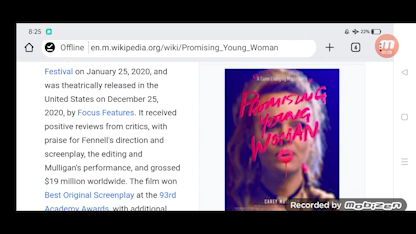 8:25
22%
Offline en.m.wikipedia.org/wiki/Promising_Young_Woman
4
Festival on January 25, 2020, and
was theatrically released in the
United States on December 25,
2020, by Focus Features. It received
positive reviews from critics, with
praise for Fennell's direction and
screenplay, the editing and
Mulligan's performance, and grossed
$19 million worldwide. The film won
Best Original Screenplay at the 93rd
Academy Awards, with additional
PROMISING
YOUNG
WOMAN
CAREY
Recorded by Mobizen